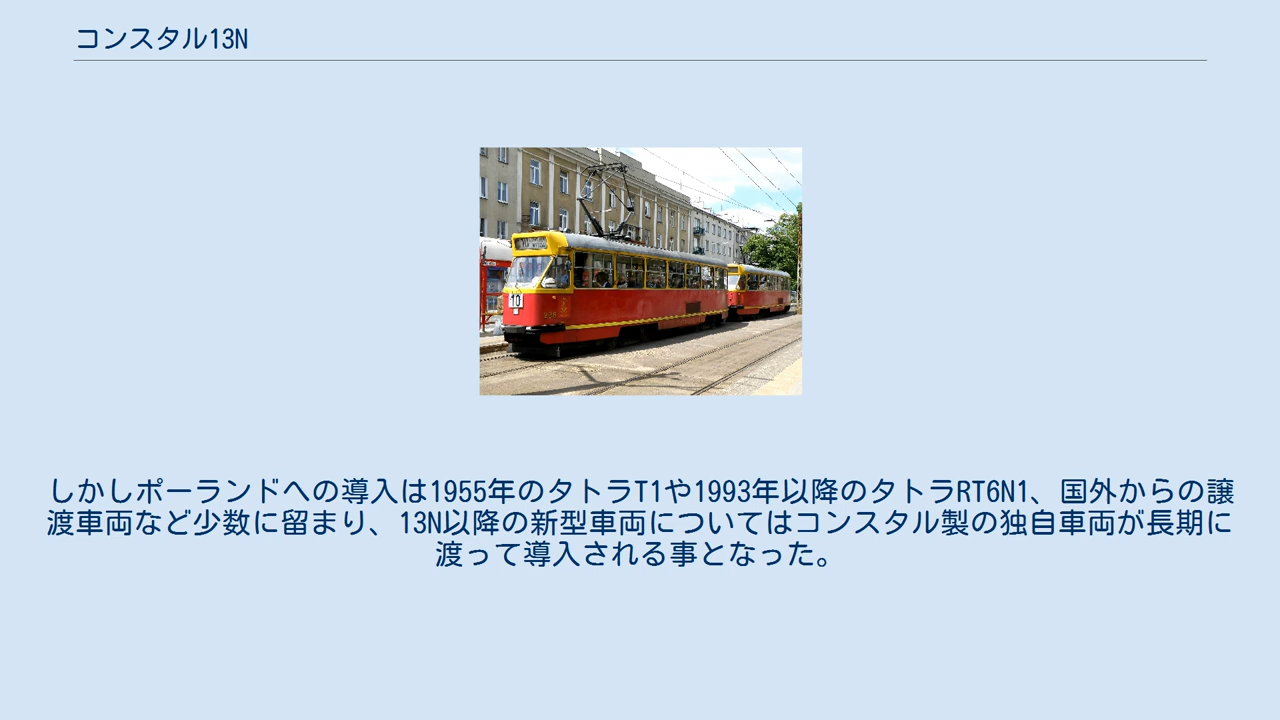 コンスタル13N
10
しかしポーランドへの導入は1955年のタトラT1や1993年以降のタトラRT6N1、国外からの譲
渡車両など少数に留まり、13N以降の新型車両についてはコンスタル製の独自車両が長期に
渡って導入される事となった。